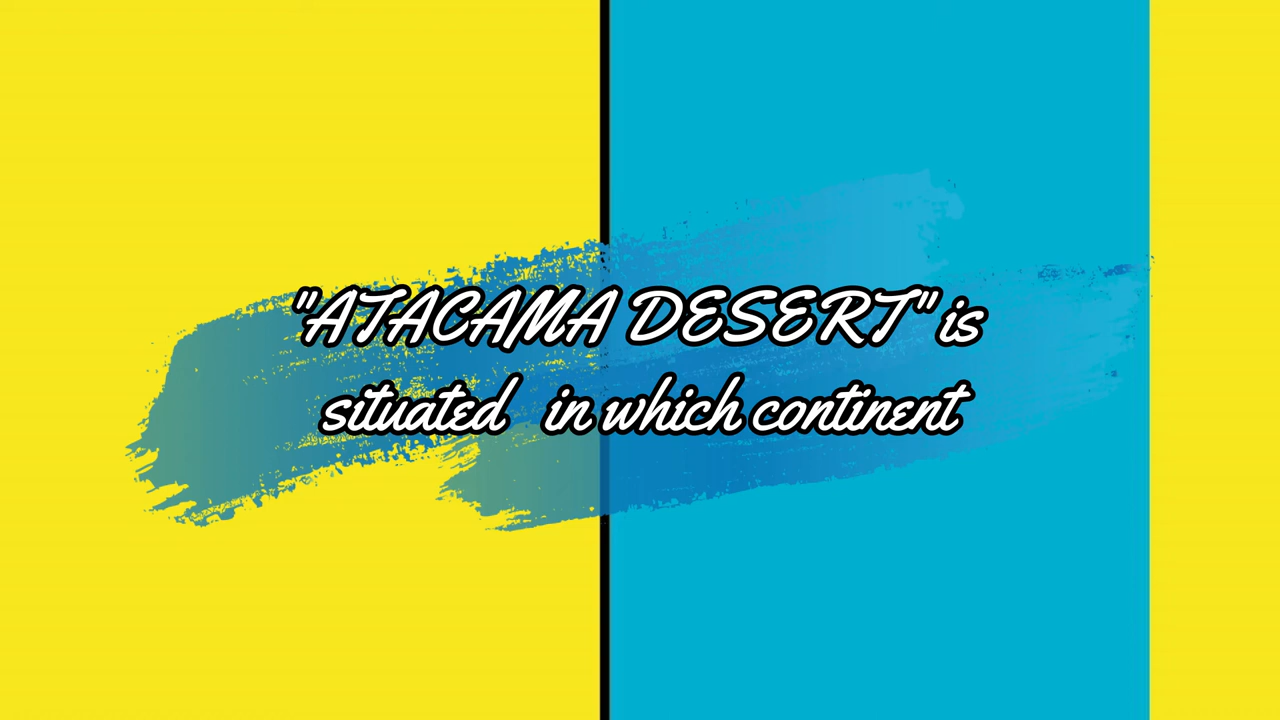 "ATACAMA DESERT" is
situated in which continent